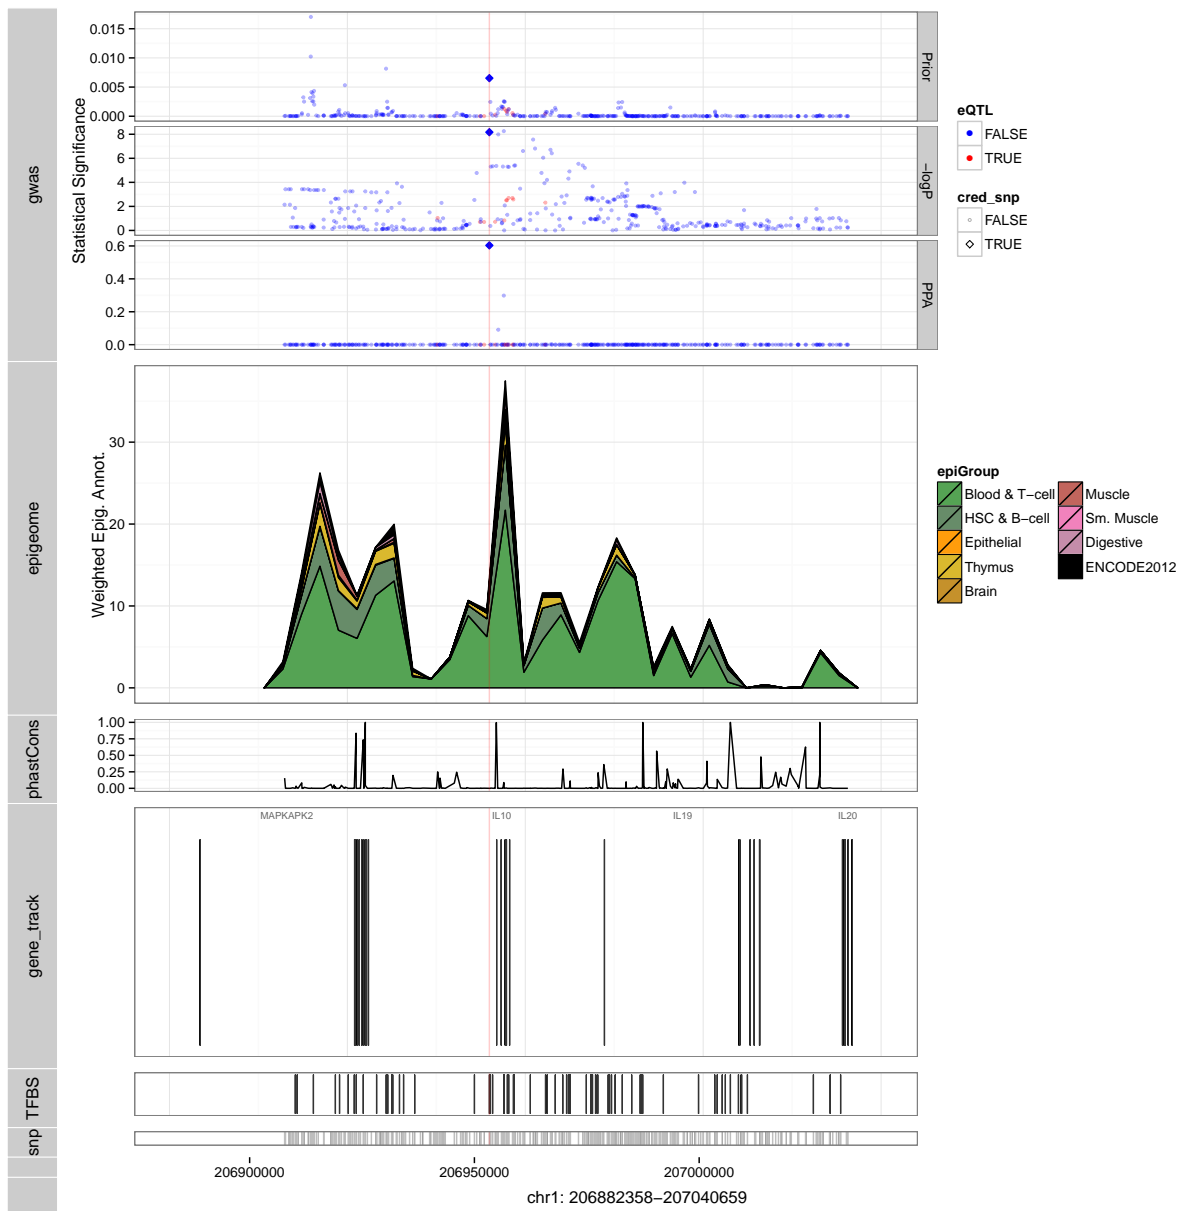 gwas
Statistical Significance
0.015
0.010
0.005
0.000
Prior
8
6
4
2
0
−logP
0.6
0.4
0.2
0.0
PPA
eQTL
FALSE
TRUE
cred_snp
FALSE
TRUE
epigeome
Weighted Epig. Annot.
30
20
10
0
epiGroup
Blood & T−cell
HSC & B−cell
Epithelial
Thymus
Brain
Muscle
Sm. Muscle
Digestive
ENCODE2012
phastCons
1.00
0.75
0.50
0.25
0.00
gene_track
MAPKAPK2 IL10 IL19 IL20
TFBS
snp
206900000 206950000 207000000
chr1: 206882358−207040659